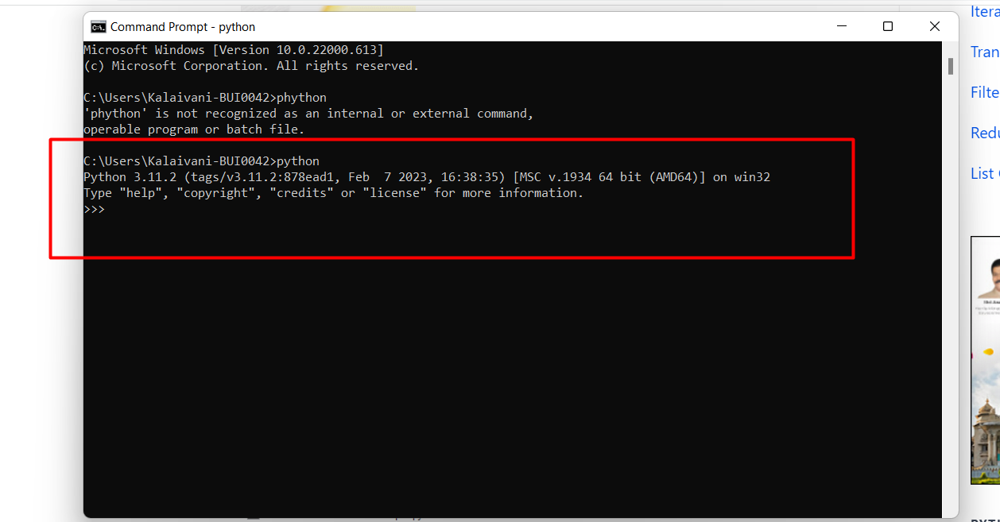 Command Prompt - python
Microsoft Windows [Version 10.0.22000.613]
(c) Microsoft Corporation. All rights reserved.
C:\Users\Kalaivani-BUI0042>phython
'phython' is not recognized as an internal or external command,
operable program or batch file.
C:\Users\Kalaivani-BUI0042>python
Python 3.11.2 (tags/v3.11.2:878ead1, Feb  7 2023, 16:38:35) [MSC v.1934 64 bit (AMD64)] on win32
Type "help", "copyright", "credits" or "license" for more information.
>>>
Itera
Tran
Filte
Redu
List